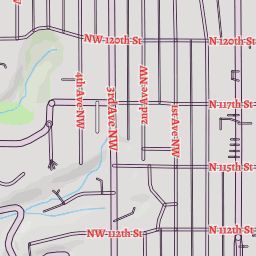 NW 120th St
N 120th St
4th Ave NW
3rd Ave NW
2nd Ave NW
1st Ave NW
N 117th St
N 115th St
NW 112th St
N 112th St